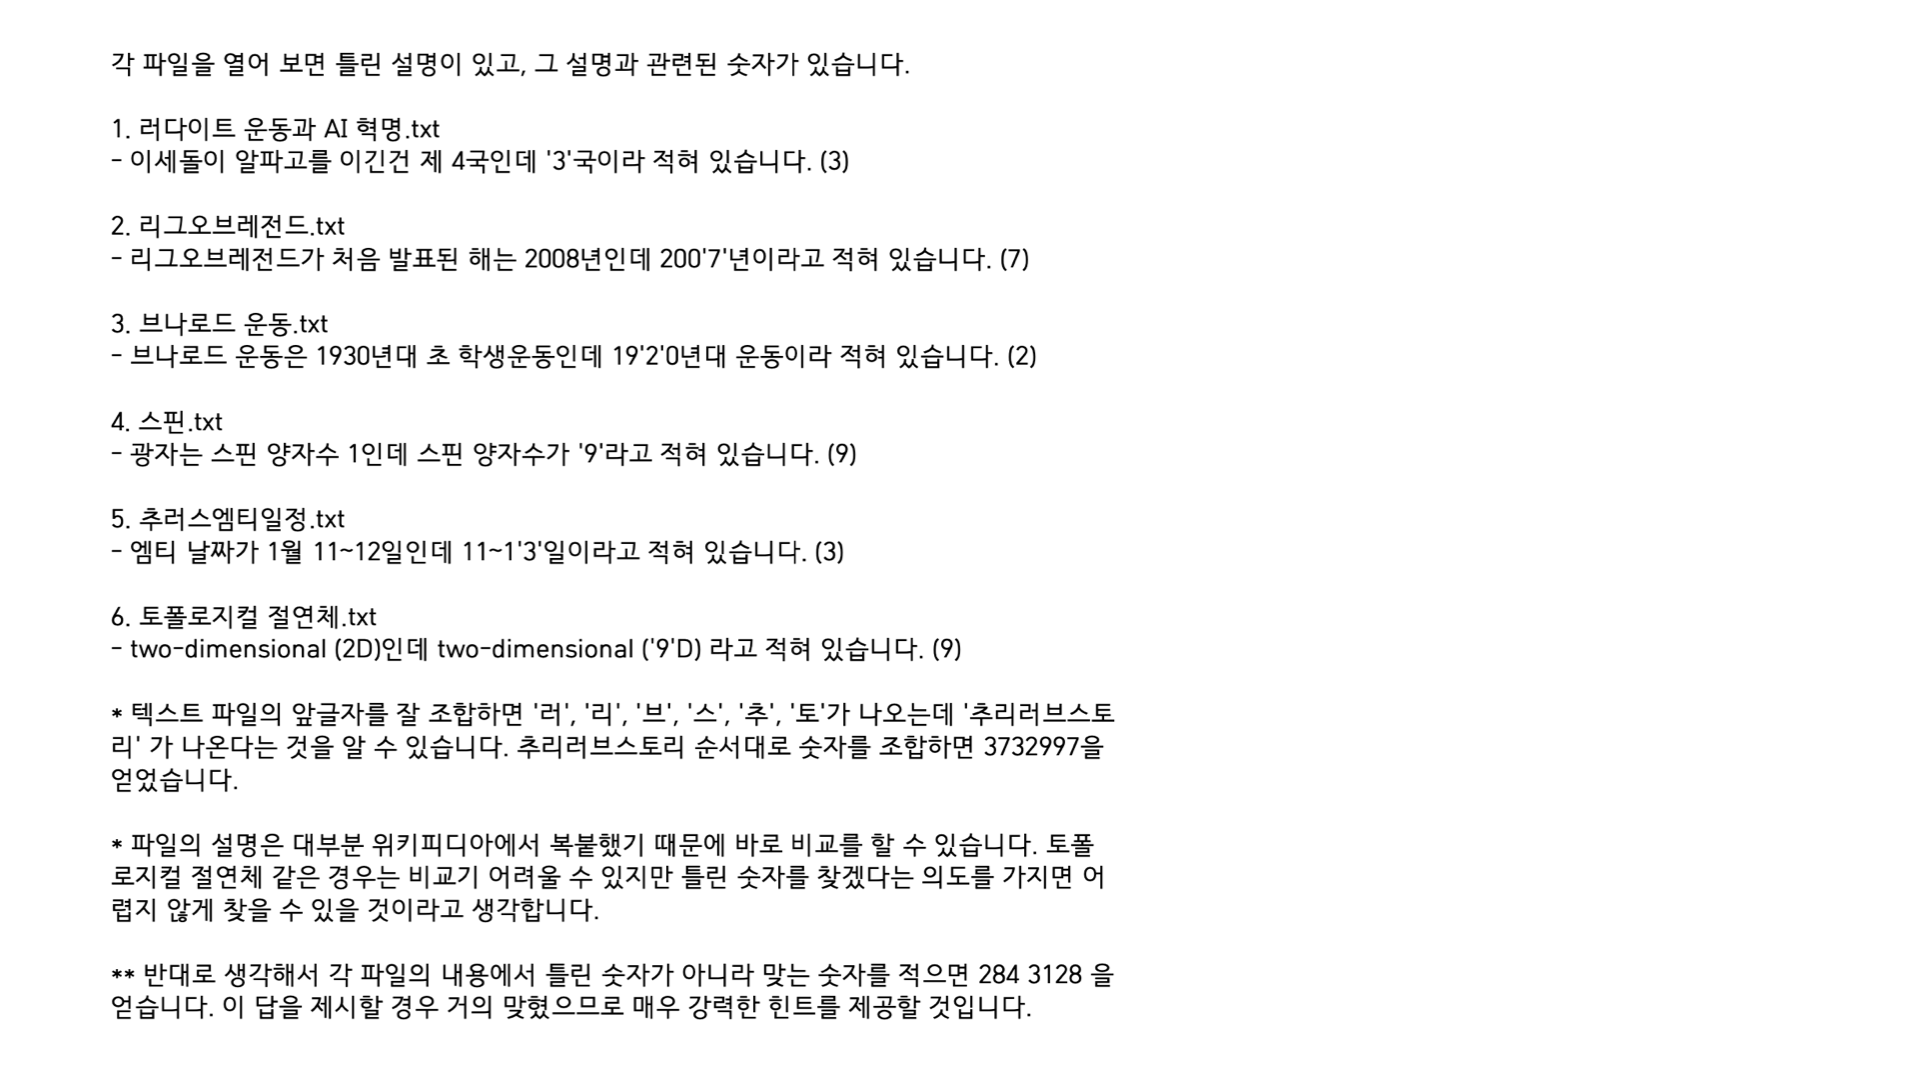 각 파일을 열어 보면 틀린 설명이 있고, 그 설명과 관련된 숫자가 있습니다.
1. 러다이트 운동과 AI 혁명.txt
- 이세돌이 알파고를 이긴건 제 4국인데 '3'국이라 적혀 있습니다. (3)
2. 리그오브레전드.txt
- 리그오브레전드가 처음 발표된 해는 2008년인데 200'7'년이라고 적혀 있습니다. (7)
3. 브나로드 운동.txt
- 브나로드 운동은 1930년대 초 학생운동인데 19'2'0년대 운동이라 적혀 있습니다. (2)
4. 스핀.txt
- 광자는 스핀 양자수 1인데 스핀 양자수가 '9'라고 적혀 있습니다. (9)
5. 추러스엠티일정.txt
- 엠티 날짜가 1월 11~12일인데 11~1'3'일이라고 적혀 있습니다. (3)
6. 토폴로지컬 절연체.txt
- two-dimensional (2D)인데 two-dimensional ('9'D) 라고 적혀 있습니다. (9)
* 텍스트 파일의 앞글자를 잘 조합하면 '러', '리', '브', '스', '추', '토'가 나오는데 '추리러브스토
리' 가 나온다는 것을 알 수 있습니다. 추리러브스토리 순서대로 숫자를 조합하면 3732997을
얻었습니다.
* 파일의 설명은 대부분 위키피디아에서 복붙했기 때문에 바로 비교를 할 수 있습니다. 토폴
로지컬 절연체 같은 경우는 비교기 어려울 수 있지만 틀린 숫자를 찾겠다는 의도를 가지면 어
렵지 않게 찾을 수 있을 것이라고 생각합니다.
** 반대로 생각해서 각 파일의 내용에서 틀린 숫자가 아니라 맞는 숫자를 적으면 284 3128 을
얻습니다. 이 답을 제시할 경우 거의 맞혔으므로 매우 강력한 힌트를 제공할 것입니다.